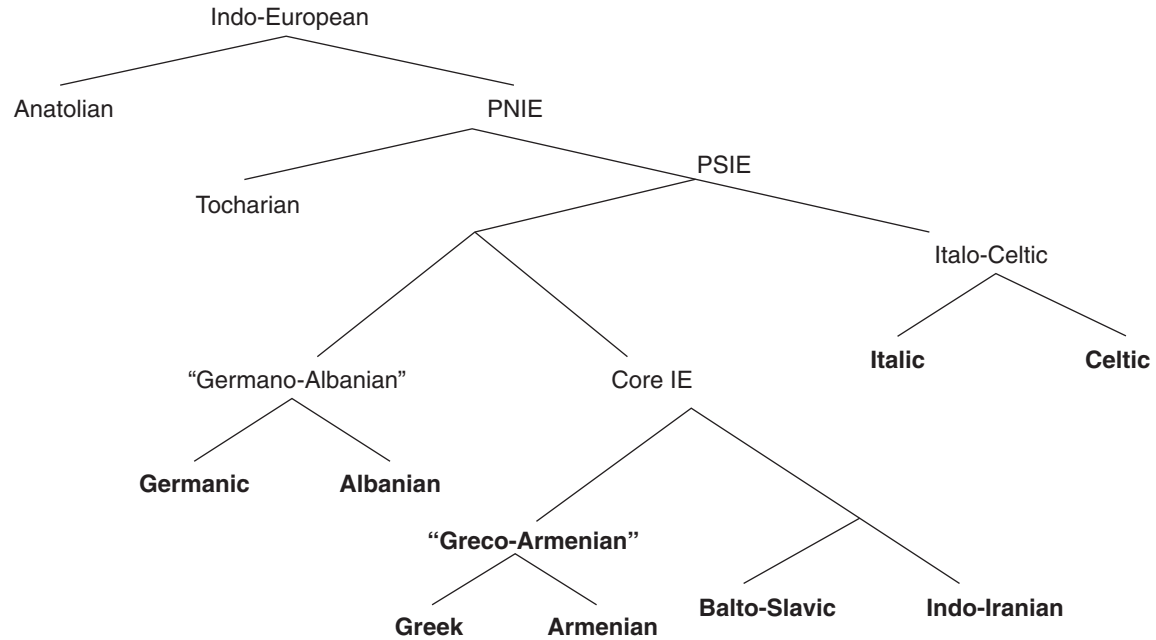 Indo-European
Anatolian
PNIE
PSIE
Tocharian
Italo-Celtic
Italic
Celtic
“Germano-Albanian”
Core IE
Germanic
Albanian
“Greco-Armenian”
Balto-Slavic
Indo-Iranian
Greek
Armenian